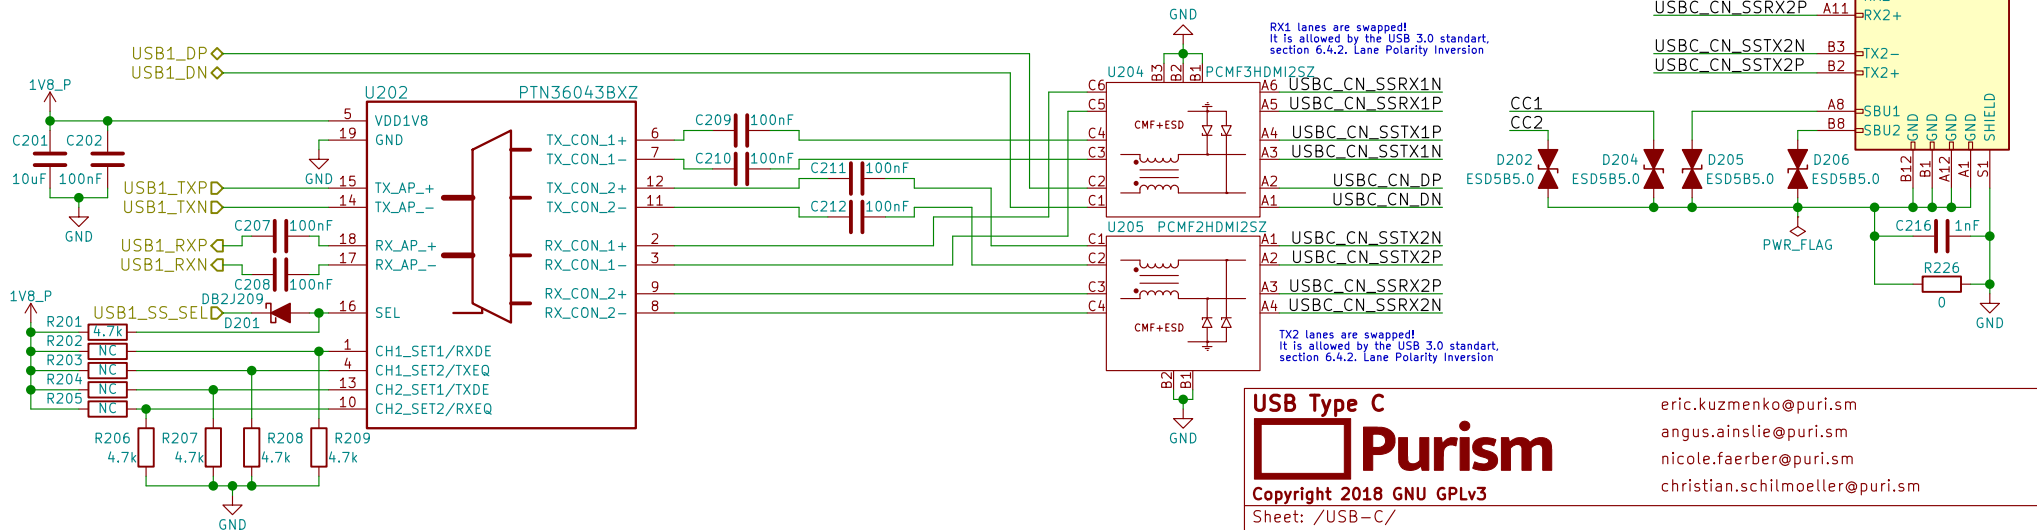 USB1_DP
USB1_DN
1V8_P
C201
10uF
C202
100nF
GND
USB1_TXP
USB1_TXN
USB1_RXP
USB1_RXN
C207
100nF
C208
100nF
DB2J209
D201
USB1_SS_SEL
1V8_P
R201
4.7k
R202
NC
R203
NC
R204
NC
R205
NC
R206
4.7k
R207
4.7k
R208
4.7k
R209
4.7k
GND
GND
U202
PTN36043BXZ
5 VDD1V8
19 GND
15 TX_AP_+
14 TX_AP_-
18 RX_AP_+
17 RX_AP_-
16 SEL
1 CH1_SET1/RXDE
4 CH1_SET2/TXEQ
13 CH2_SET1/TXDE
10 CH2_SET2/RXEQ
TX_CON_1+ 6
TX_CON_1- 7
TX_CON_2+ 12
TX_CON_2- 11
RX_CON_1+ 2
RX_CON_1- 3
RX_CON_2+ 9
RX_CON_2- 8
C209
100nF
C210
100nF
C211
100nF
C212
100nF
GND
U204
PCMF3HDMI2SZ
B3
B2
B1
C6
C5
C4
C3
C2
C1
CMF+ESD
A6 USBC_CN_SSRX1N
A5 USBC_CN_SSRX1P
A4 USBC_CN_SSTX1P
A3 USBC_CN_SSTX1N
A2 USBC_CN_DP
A1 USBC_CN_DN
RX1 lanes are swapped!
It is allowed by the USB 3.0 standart,
section 6.4.2. Lane Polarity Inversion
U205
PCMF2HDMI2SZ
C1
C2
C3
C4
CMF+ESD
A1 USBC_CN_SSTX2N
A2 USBC_CN_SSTX2P
A3 USBC_CN_SSRX2P
A4 USBC_CN_SSRX2N
B2
B1
GND
TX2 lanes are swapped!
It is allowed by the USB 3.0 standart,
section 6.4.2. Lane Polarity Inversion
USBC_CN_SSRX2P A11 RX2+
USBC_CN_SSTX2N B3 TX2-
USBC_CN_SSTX2P B2 TX2+
CC1
CC2
A8 SBU1
B8 SBU2
GND
GND
GND
GND
SHIELD
B12
B1
A12
A1
S1
D202
ESD5B5.0
D204
ESD5B5.0
D205
ESD5B5.0
D206
ESD5B5.0
PWR_FLAG
C216
1nF
R226
0
GND
USB Type C
Purism
Copyright 2018 GNU GPLv3
Sheet: /USB-C/
eric.kuzmenko@puri.sm
angus.ainslie@puri.sm
nicole.faerber@puri.sm
christian.schilmoeller@puri.sm